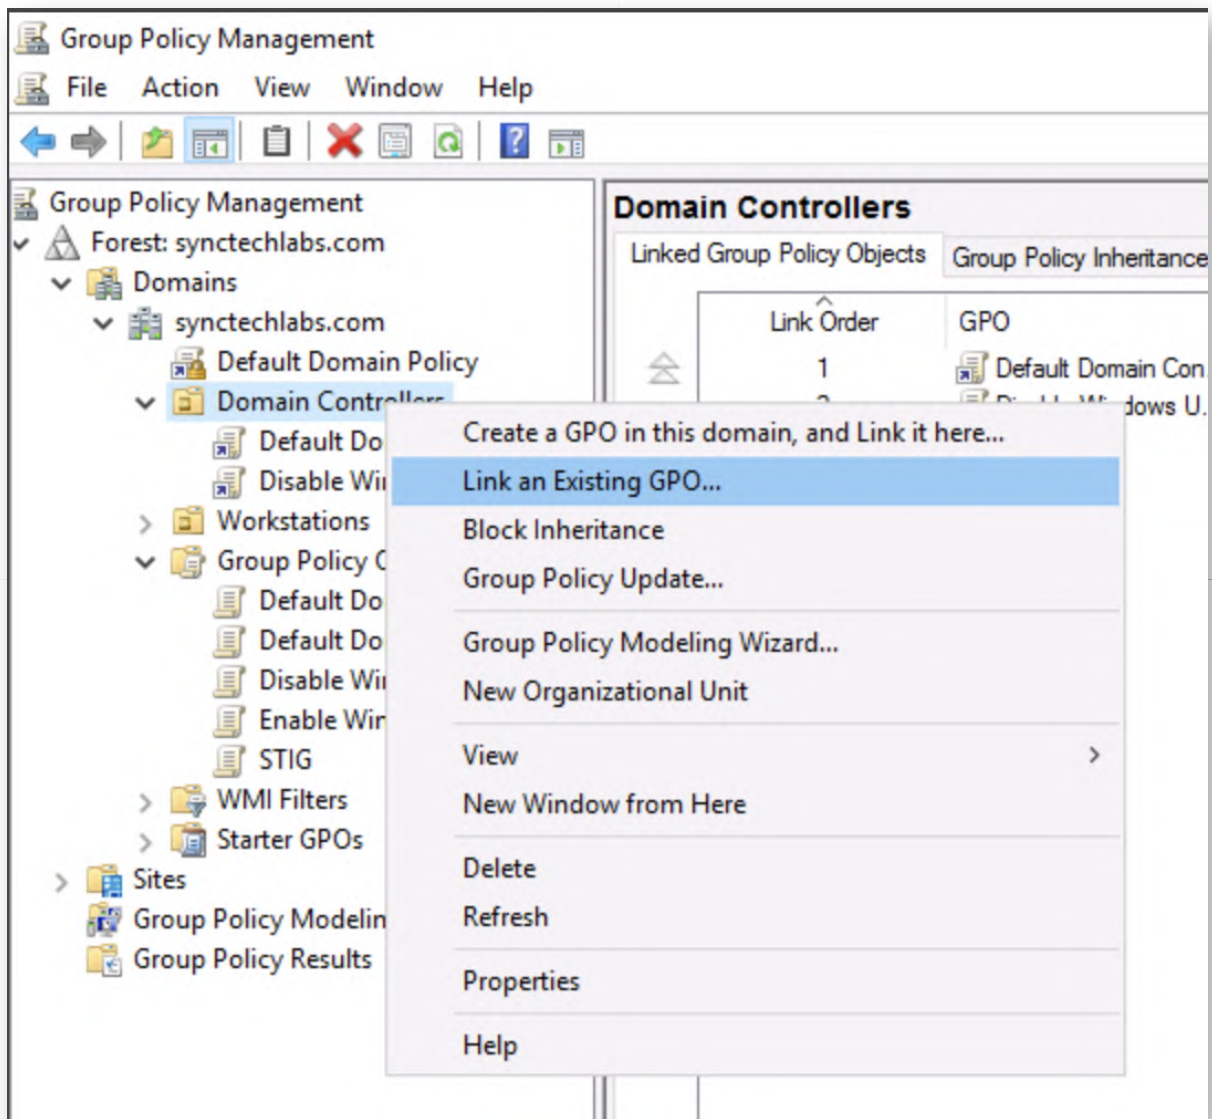 Group Policy Management
File Action View Window Help
Group Policy Management
Forest: synctechlabs.com
Domains
synctechlabs.com
Default Domain Policy
Domain Controllers
Default Do
Disable Wi
Workstations
Group Policy
Default Do
Default Do
Disable Wi
Enable Wi
STIG
WMI Filters
Starter GPOs
Sites
Group Policy Modelin
Group Policy Results
Domain Controllers
Linked Group Policy Objects Group Policy Inheritance
Link Order GPO
1 Default Domain Con
dows U.
Create a GPO in this domain, and Link it here...
Link an Existing GPO...
Block Inheritance
Group Policy Update...
Group Policy Modeling Wizard...
New Organizational Unit
View
New Window from Here
Delete
Refresh
Properties
Help